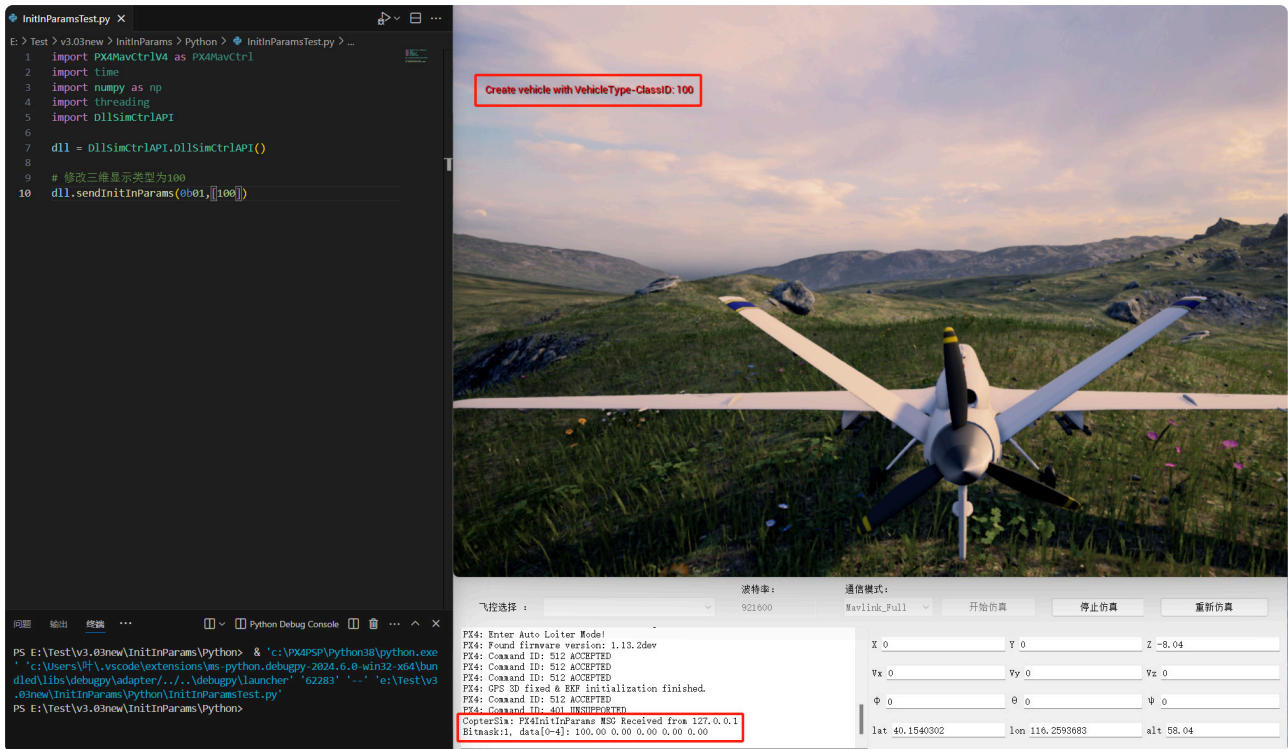 InitInParamsTest.py
E: > Test > v3.03new > InitInParams > Python > InitInParamsTest.py > ...
1 import PX4MavCtrlV4 as PX4MavCtrl
2 import time
3 import numpy as np
4 import threading
5 import DllSimCtrlAPI
6
7 dll = DllSimCtrlAPI.DllSimCtrlAPI()
8
9 # 修改三维显示类型为100
10 dll.sendInitInParams(0b01,[100])
问题 输出 终端 ··· Python Debug Console
PS E:\Test\v3.03new\InitInParams\Python> & 'c:\PX4PSP\Python38\python.exe
' 'c:\Users\叶\.vscode\extensions\ms-python.debugpy-2024.6.0-win32-x64\bun
dled\libs\debugpy\adapter/../..\debugpy\launcher' '62283' '--' 'e:\Test\v3
.03new\InitInParams\Python\InitInParamsTest.py'
PS E:\Test\v3.03new\InitInParams\Python>
Create vehicle with VehicleType-ClassID: 100
波特率： 通信模式：
飞控选择 ： 921600 Mavlink_Full 开始仿真 停止仿真 重新仿真
PX4: Enter Auto Loiter Mode!
PX4: Found firmware version: 1.13.2dev
PX4: Command ID: 512 ACCEPTED
PX4: Command ID: 512 ACCEPTED
PX4: Command ID: 512 ACCEPTED
PX4: GPS 3D fixed & EKF initialization finished.
PX4: Command ID: 512 ACCEPTED
PX4: Command ID: 401 UNSUPPORTED
CopterSim: PX4InitInParams MSG Received from 127.0.0.1
Bitmask:1, data[0-4]: 100.00 0.00 0.00 0.00 0.00
X 0 Y 0 Z -8.04
Vx 0 Vy 0 Vz 0
Φ 0 θ 0 ψ 0
lat 40.1540302 lon 116.2593683 alt 58.04